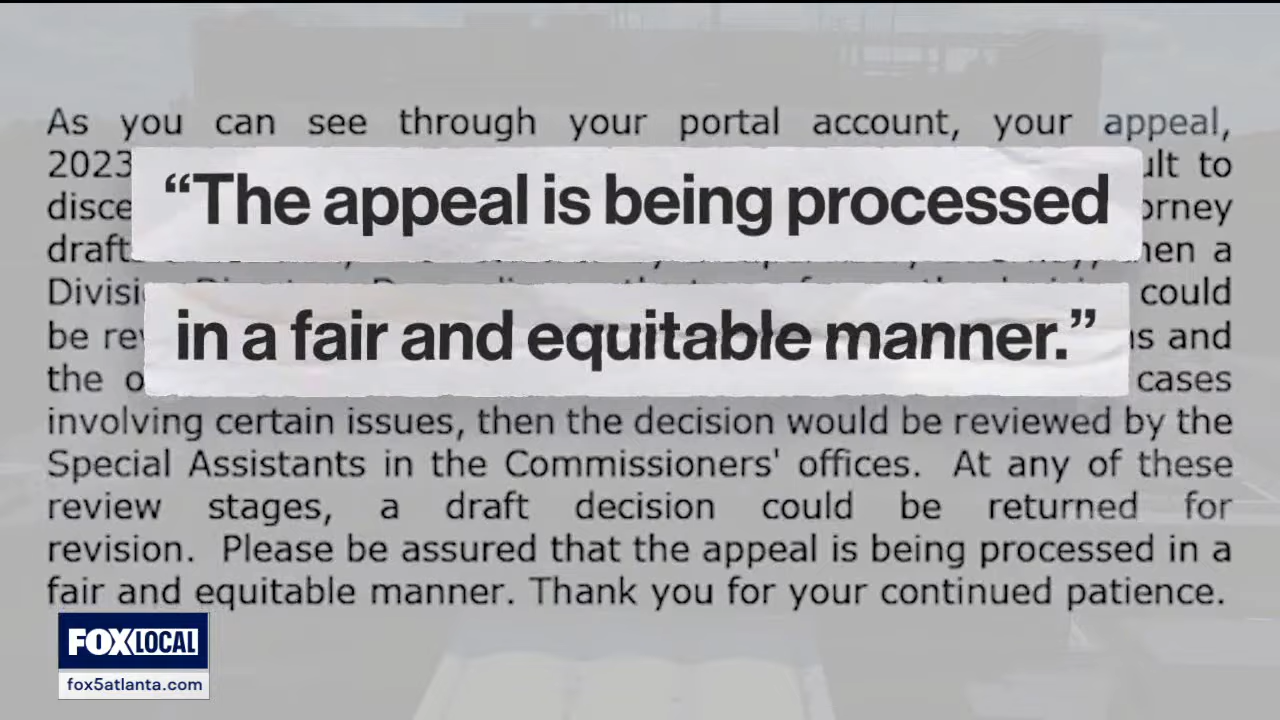 As you can see through your portal account, your appeal,
2023 ult to
“The appeal is being processed
disce orney
draft hen a
Divisi could
in a fair and equitable manner.”
be re s and
the o cases
involving certain issues, then the decision would be reviewed by the
Special Assistants in the Commissioners' offices. At any of these
review stages, a draft decision could be returned for
revision. Please be assured that the appeal is being processed in a
fair and equitable manner. Thank you for your continued patience.
FOX LOCAL
fox5atlanta.com